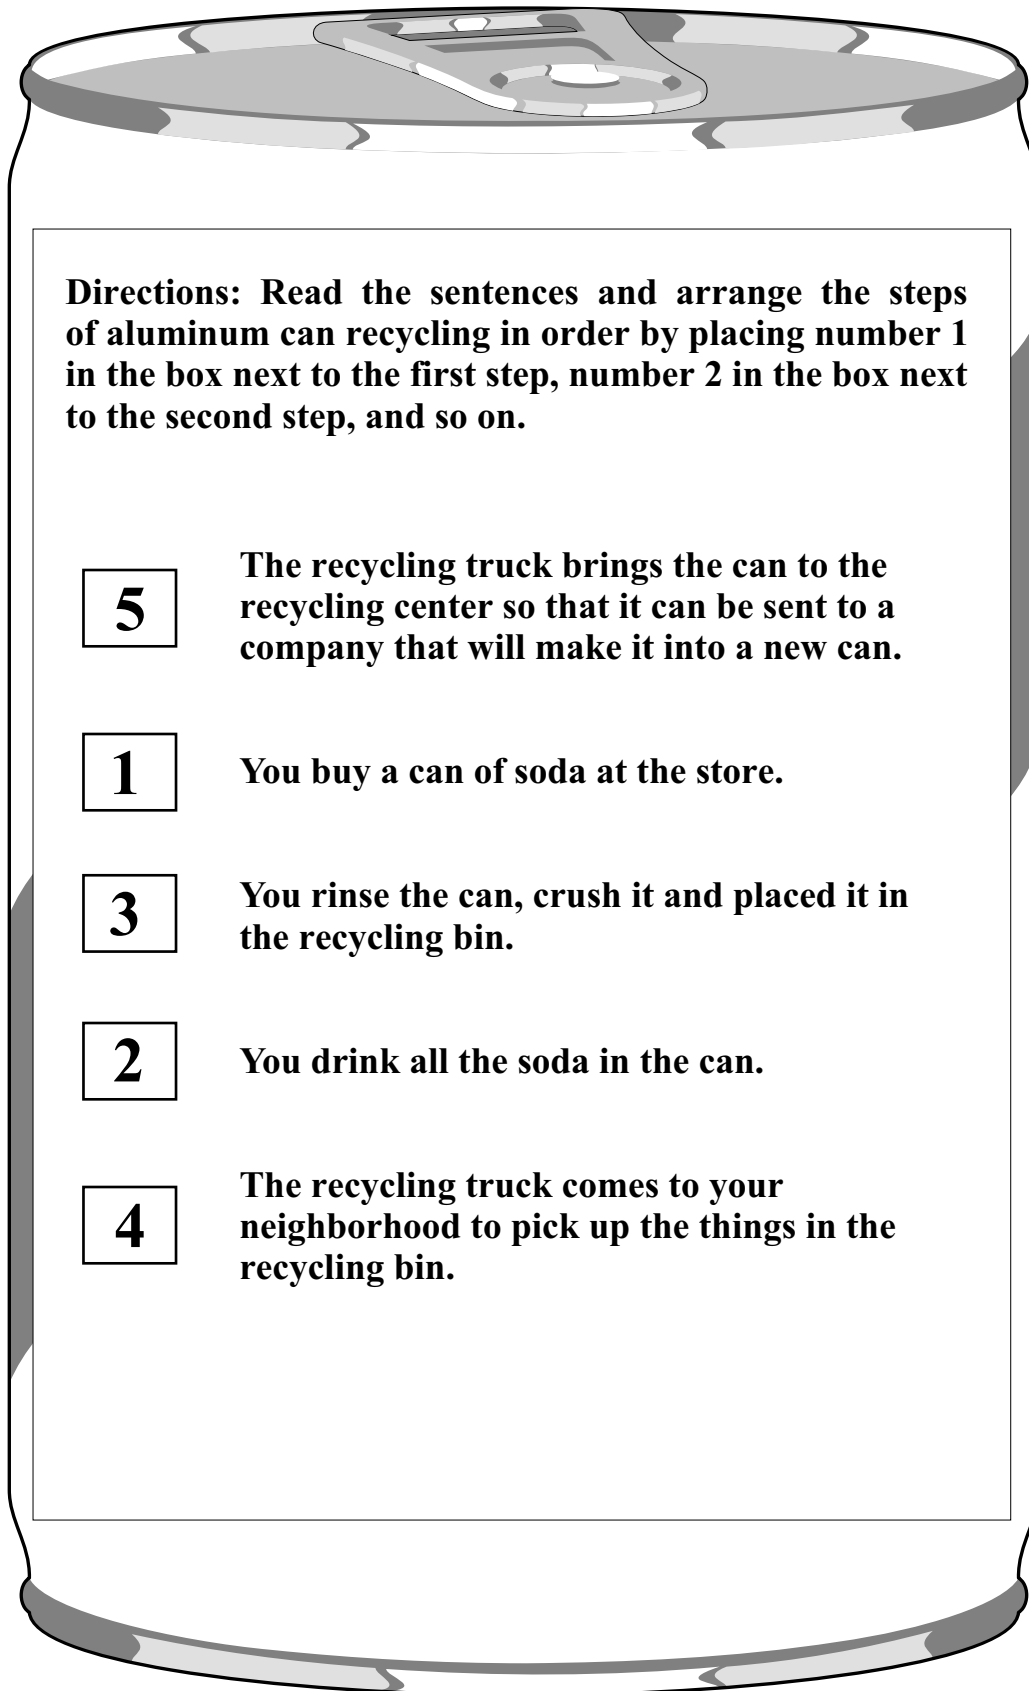 Directions: Read the sentences and arrange the steps
of aluminum can recycling in order by placing number 1
in the box next to the first step, number 2 in the box next
to the second step, and so on.
5
The recycling truck brings the can to the
recycling center so that it can be sent to a
company that will make it into a new can.
1
You buy a can of soda at the store.
3
You rinse the can, crush it and placed it in
the recycling bin.
2
You drink all the soda in the can.
4
The recycling truck comes to your
neighborhood to pick up the things in the
recycling bin.